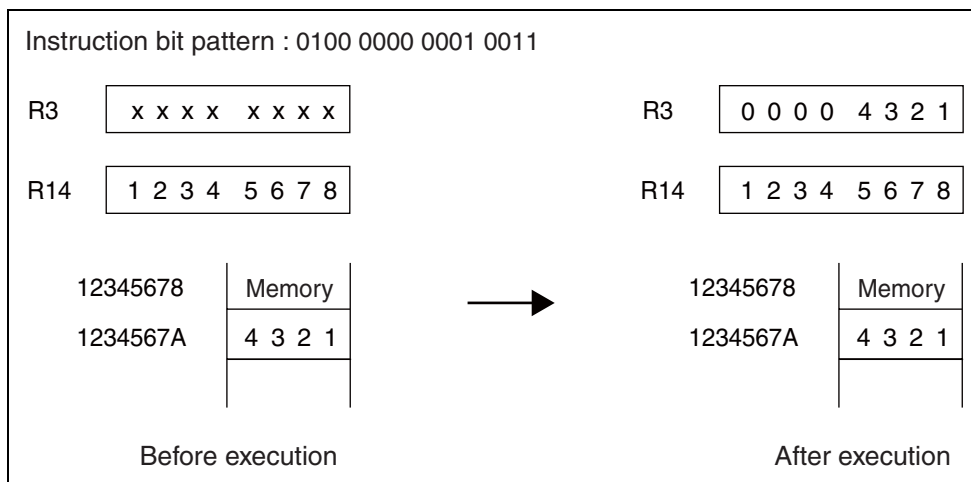 Instruction bit pattern : 0100 0000 0001 0011
R3 x x x x x x x x R3 0 0 0 0 4 3 2 1
R14 1 2 3 4 5 6 7 8 R14 1 2 3 4 5 6 7 8
12345678 Memory 12345678 Memory
1234567A 4 3 2 1 1234567A 4 3 2 1
Before execution After execution